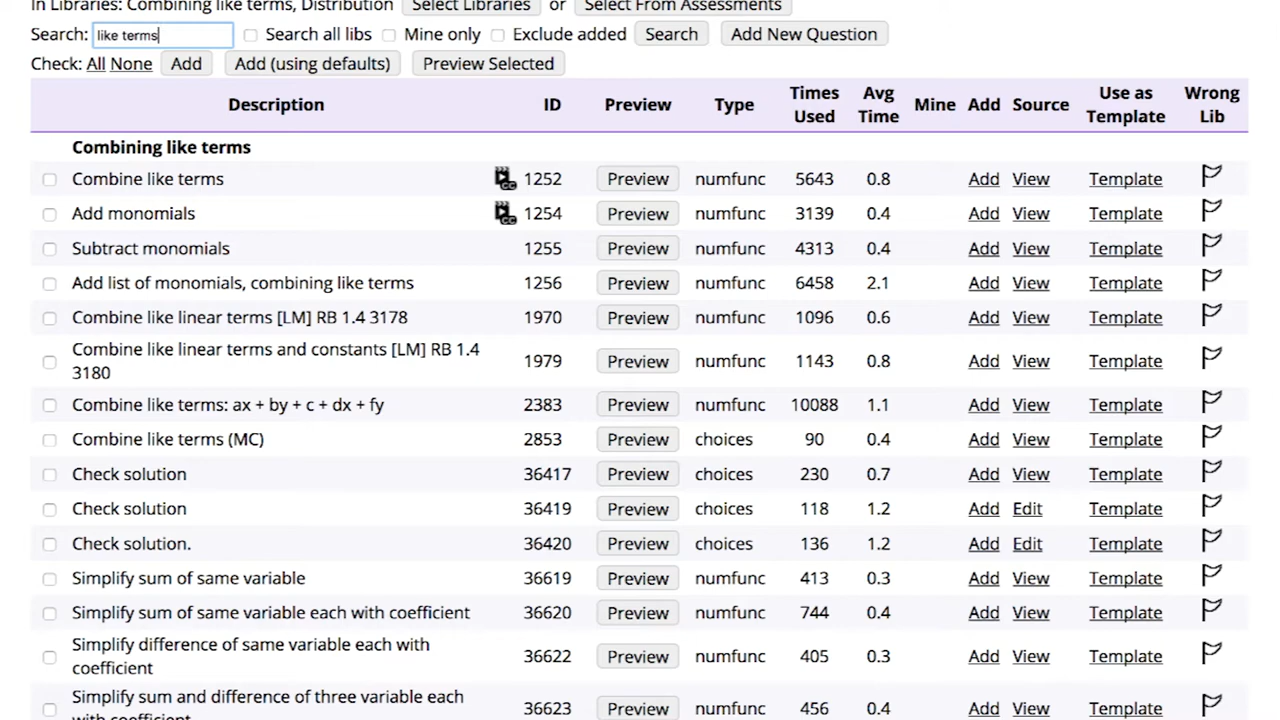 In Libraries: Combining like terms, Distribution Select Libraries or Select From Assessments
Search: like terms Search all libs Mine only Exclude added Search Add New Question
Check: All None Add Add (using defaults) Preview Selected
Description ID Preview Type Times Used Avg Time Mine Add Source Use as Template Wrong Lib
Combining like terms
Combine like terms CC 1252 Preview numfunc 5643 0.8 Add View Template
Add monomials CC 1254 Preview numfunc 3139 0.4 Add View Template
Subtract monomials 1255 Preview numfunc 4313 0.4 Add View Template
Add list of monomials, combining like terms 1256 Preview numfunc 6458 2.1 Add View Template
Combine like linear terms [LM] RB 1.4 3178 1970 Preview numfunc 1096 0.6 Add View Template
Combine like linear terms and constants [LM] RB 1.4
3180 1979 Preview numfunc 1143 0.8 Add View Template
Combine like terms: ax + by + c + dx + fy 2383 Preview numfunc 10088 1.1 Add View Template
Combine like terms (MC) 2853 Preview choices 90 0.4 Add View Template
Check solution 36417 Preview choices 230 0.7 Add View Template
Check solution 36419 Preview choices 118 1.2 Add Edit Template
Check solution. 36420 Preview choices 136 1.2 Add Edit Template
Simplify sum of same variable 36619 Preview numfunc 413 0.3 Add View Template
Simplify sum of same variable each with coefficient 36620 Preview numfunc 744 0.4 Add View Template
Simplify difference of same variable each with
coefficient 36622 Preview numfunc 405 0.3 Add View Template
Simplify sum and difference of three variable each
with coefficient 36623 Preview numfunc 456 0.4 Add View Template